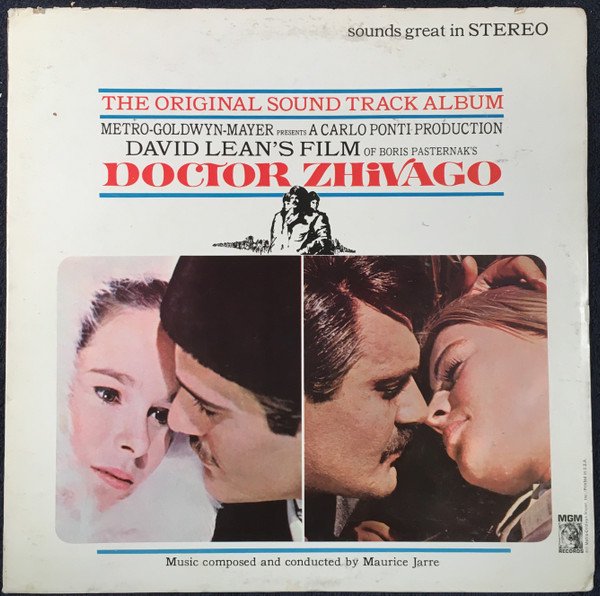 sounds great in STEREO
THE ORIGINAL SOUND TRACK ALBUM
METRO-GOLDWYN-MAYER PRESENTS A CARLO PONTI PRODUCTION
DAVID LEAN'S FILM OF BORIS PASTERNAK'S
DOCTOR ZHiVAGO
MGM
RECORDS
Music composed and conducted by Maurice Jarre